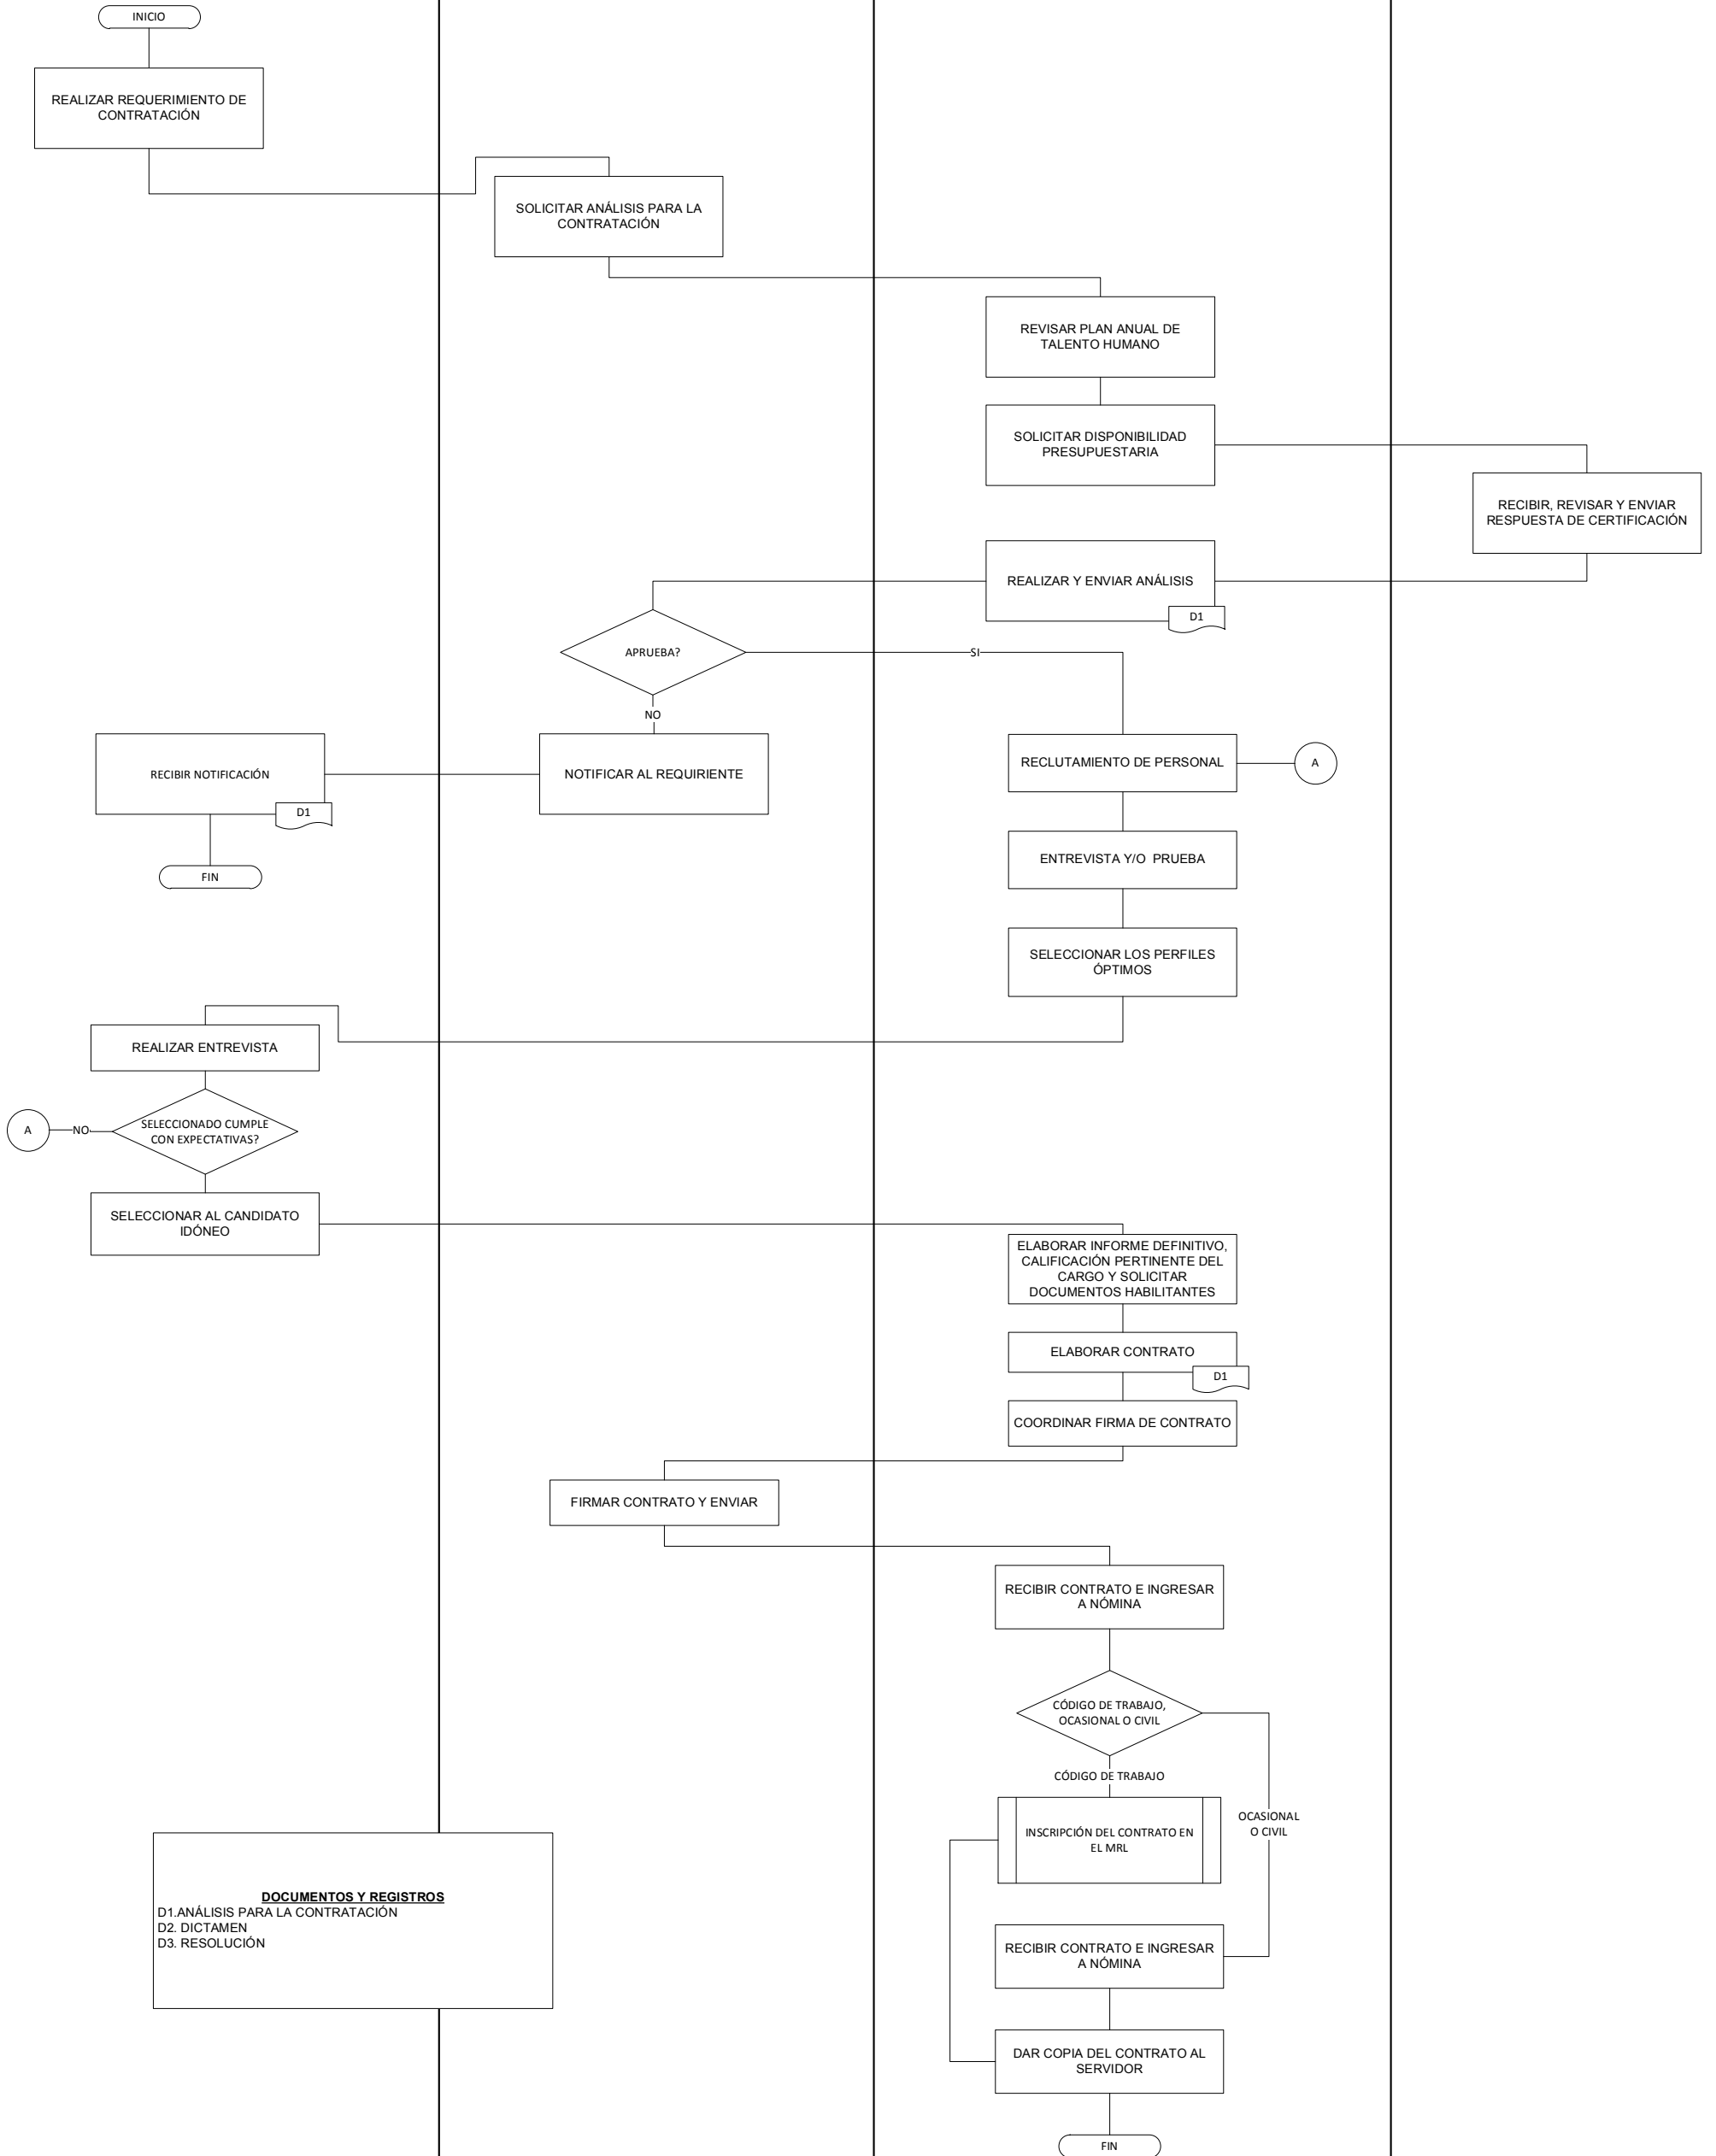 INICIO
REALIZAR REQUERIMIENTO DE
CONTRATACIÓN
SOLICITAR ANÁLISIS PARA LA
CONTRATACIÓN
REVISAR PLAN ANUAL DE
TALENTO HUMANO
SOLICITAR DISPONIBILIDAD
PRESUPUESTARIA
RECIBIR, REVISAR Y ENVIAR
RESPUESTA DE CERTIFICACIÓN
REALIZAR Y ENVIAR ANÁLISIS
D1
APRUEBA?
SI
NO
RECIBIR NOTIFICACIÓN
D1
NOTIFICAR AL REQUIRIENTE
RECLUTAMIENTO DE PERSONAL
A
FIN
ENTREVISTA Y/O PRUEBA
SELECCIONAR LOS PERFILES
ÓPTIMOS
REALIZAR ENTREVISTA
A
NO
SELECCIONADO CUMPLE
CON EXPECTATIVAS?
SELECCIONAR AL CANDIDATO
IDÓNEO
ELABORAR INFORME DEFINITIVO,
CALIFICACIÓN PERTINENTE DEL
CARGO Y SOLICITAR
DOCUMENTOS HABILITANTES
ELABORAR CONTRATO
D1
COORDINAR FIRMA DE CONTRATO
FIRMAR CONTRATO Y ENVIAR
RECIBIR CONTRATO E INGRESAR
A NÓMINA
CÓDIGO DE TRABAJO,
OCASIONAL O CIVIL
CÓDIGO DE TRABAJO
OCASIONAL
O CIVIL
INSCRIPCIÓN DEL CONTRATO EN
EL MRL
DOCUMENTOS Y REGISTROS
D1.ANÁLISIS PARA LA CONTRATACIÓN
D2. DICTAMEN
D3. RESOLUCIÓN
RECIBIR CONTRATO E INGRESAR
A NÓMINA
DAR COPIA DEL CONTRATO AL
SERVIDOR
FIN